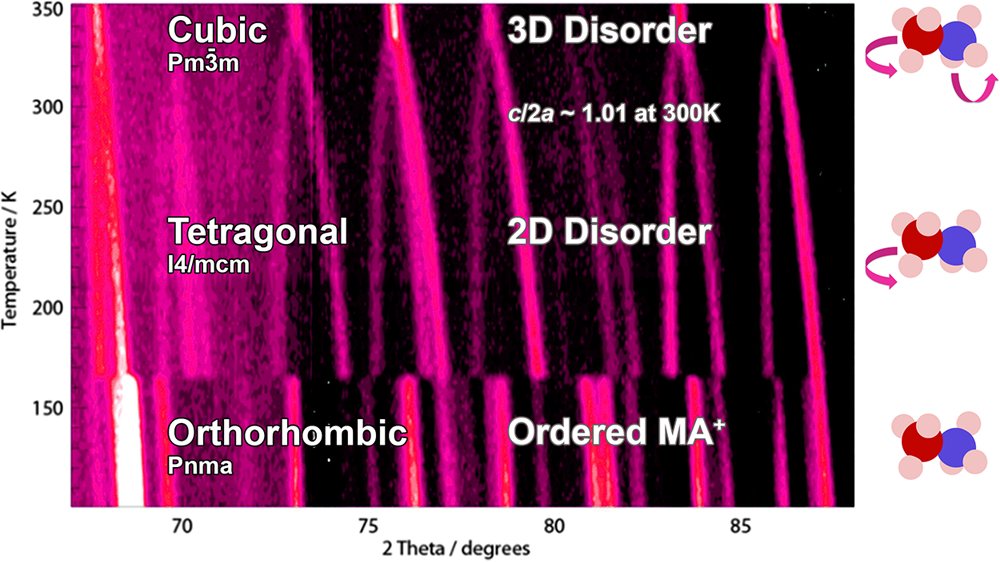 350
300
250
200
150
Temperature / K
Cubic
Pm3̄m
3D Disorder
c/2a ~ 1.01 at 300K
Tetragonal
I4/mcm
2D Disorder
Orthorhombic
Pnma
Ordered MA⁺
70
75
80
85
2 Theta / degrees